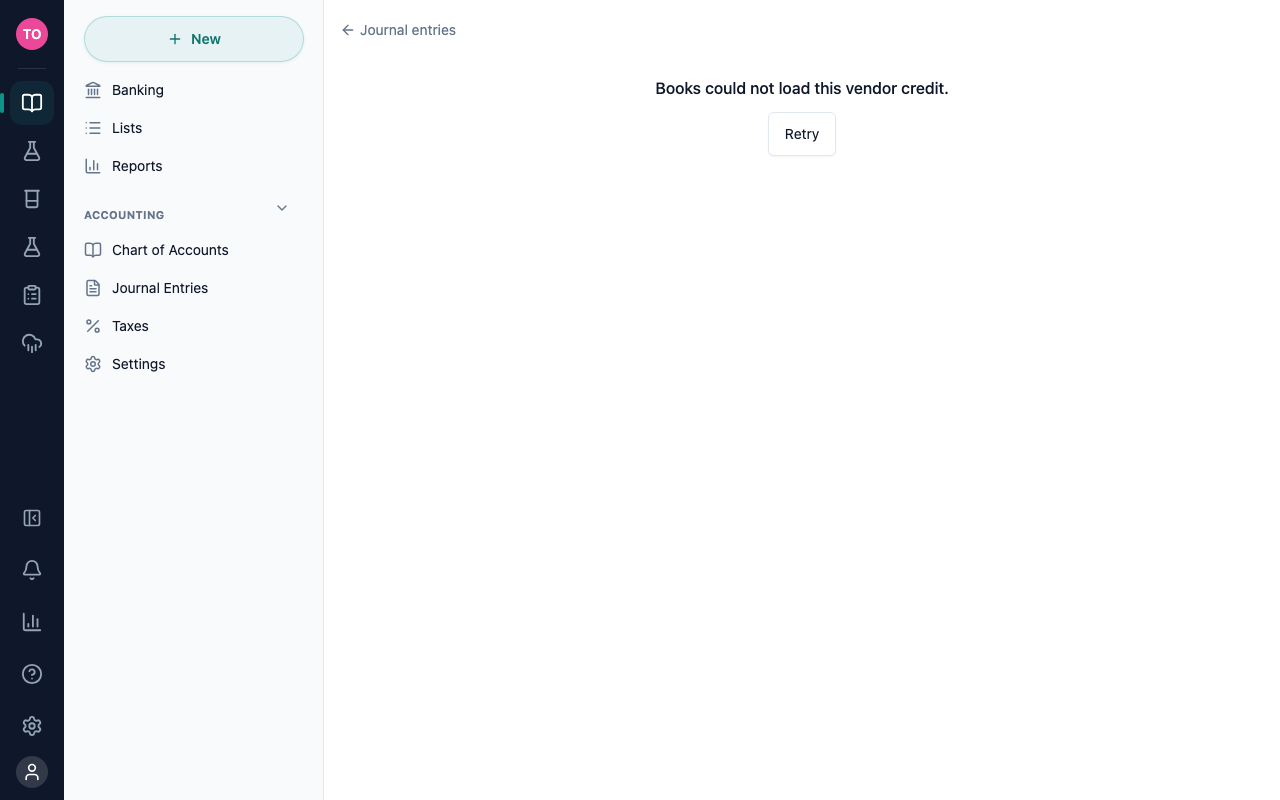 TO
New
Banking
Lists
Reports
ACCOUNTING
Chart of Accounts
Journal Entries
Taxes
Settings
Journal entries
Books could not load this vendor credit.
Retry